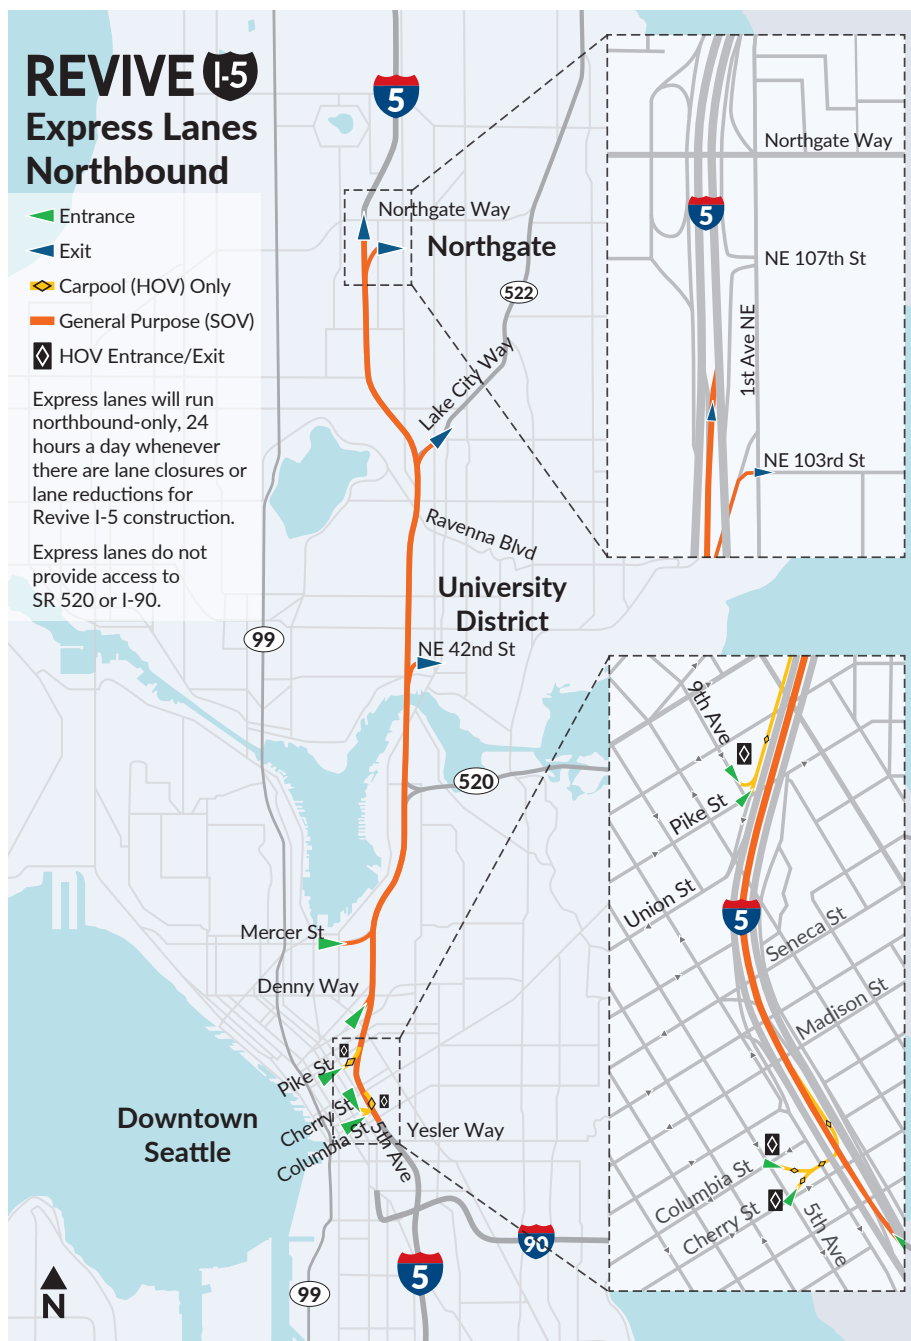 REVIVE I-5
Express Lanes
Northbound
Entrance
Exit
Carpool (HOV) Only
General Purpose (SOV)
HOV Entrance/Exit
Express lanes will run
northbound-only, 24
hours a day whenever
there are lane closures or
lane reductions for
Revive I-5 construction.
Express lanes do not
provide access to
SR 520 or I-90.
5
Northgate Way
Northgate
522
Lake City Way
Ravenna Blvd
University
District
NE 42nd St
99
520
Mercer St
Denny Way
Pike St
Cherry St
Columbia St
5th Ave
Yesler Way
Downtown
Seattle
90
5
99
N
Northgate Way
5
NE 107th St
1st Ave NE
NE 103rd St
9th Ave
Pike St
Union St
5
Seneca St
Madison St
Columbia St
Cherry St
5th Ave